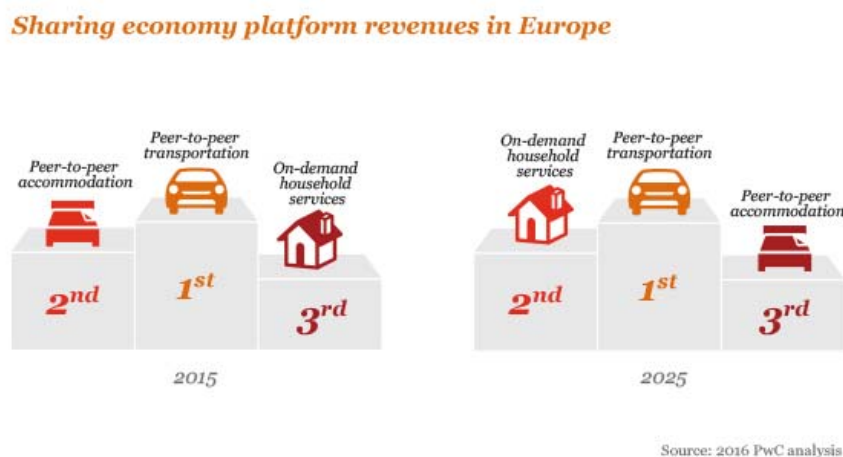 Sharing economy platform revenues in Europe
Peer-to-peer
accommodation
Peer-to-peer
transportation
On-demand
household
services
2nd
1st
3rd
2015
On-demand
household
services
Peer-to-peer
transportation
Peer-to-peer
accommodation
2nd
1st
3rd
2025
Source: 2016 PwC analysis